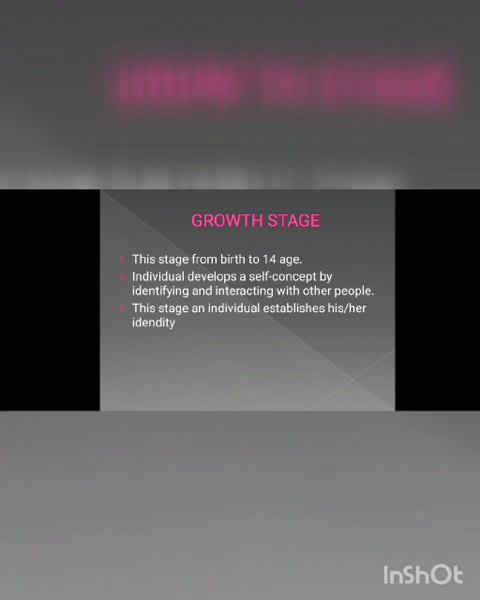 GROWTH STAGE
This stage from birth to 14 age.
Individual develops a self-concept by
identifying and interacting with other people.
This stage an individual establishes his/her
idendity
InShOt